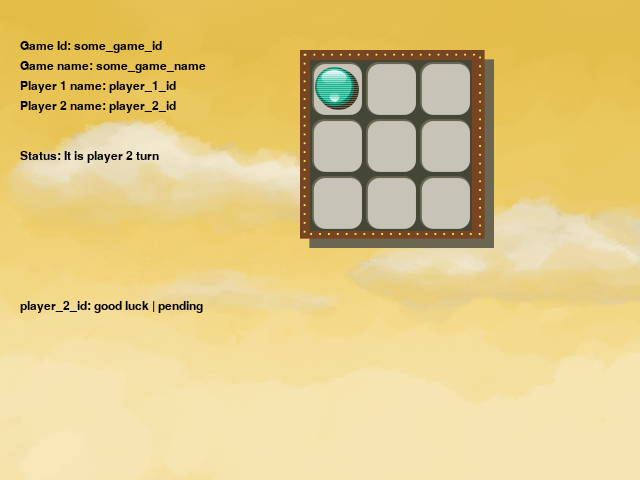 Game Id: some_game_id
Game name: some_game_name
Player 1 name: player_1_id
Player 2 name: player_2_id
Status: It is player 2 turn
player_2_id: good luck | pending